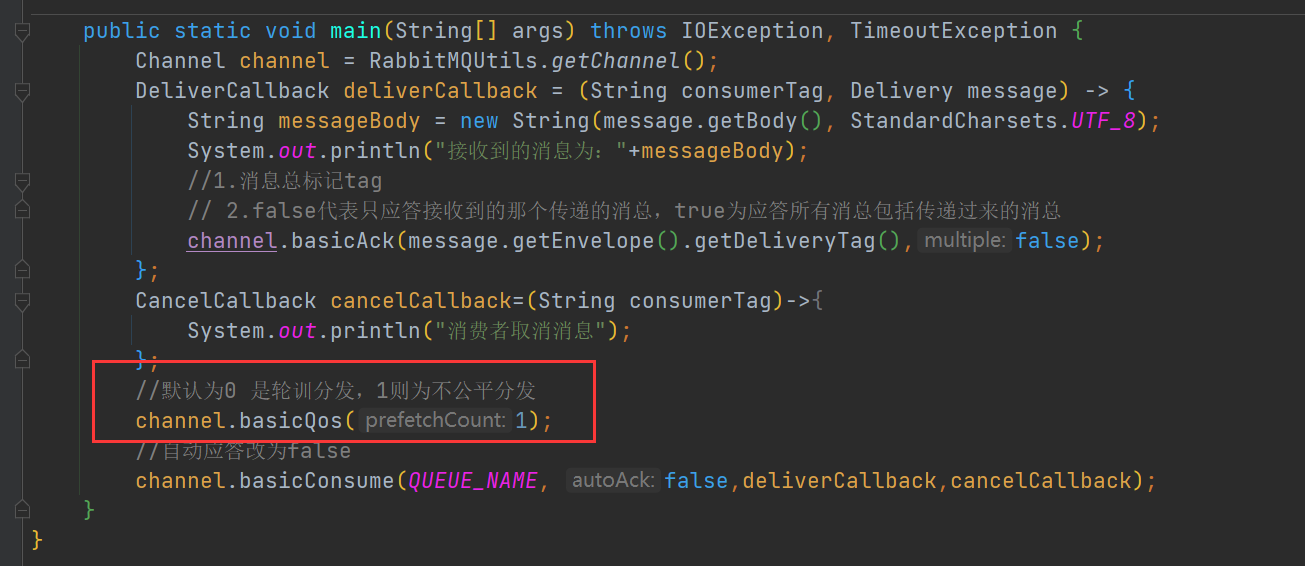 public static void main(String[] args) throws IOException, TimeoutException {
Channel channel = RabbitMQUtils.getChannel();
DeliverCallback deliverCallback = (String consumerTag, Delivery message) -> {
String messageBody = new String(message.getBody(), StandardCharsets.UTF_8);
System.out.println("接收到的消息为："+messageBody);
//1.消息总标记tag
// 2.false代表只应答接收到的那个传递的消总，true为应答所有消总包括传递过来的消总
channel.basicAck(message.getEnvelope().getDeliveryTag(), multiple: false);
};
CancelCallback cancelCallback=(String consumerTag)->{
System.out.println("消费者取消消息");
};
//默认为0 是轮训分发，1则为不公平分发
channel.basicQos( prefetchCount: 1);
//自动应答改为false
channel.basicConsume(QUEUE_NAME, autoAck: false,deliverCallback,cancelCallback);
}
}